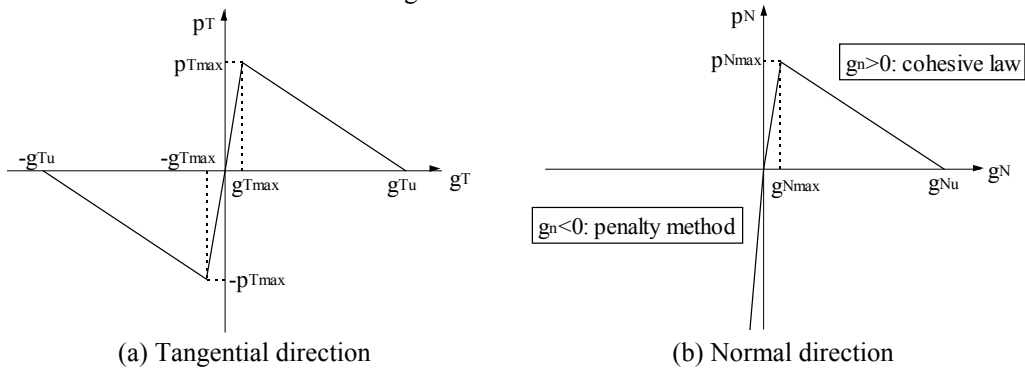 pT
pTmax
-gTu
-gTmax
gTmax
gTu
gT
-pTmax
(a) Tangential direction
pN
pNmax
gn>0: cohesive law
gNmax
gNu
gN
gn<0: penalty method
(b) Normal direction